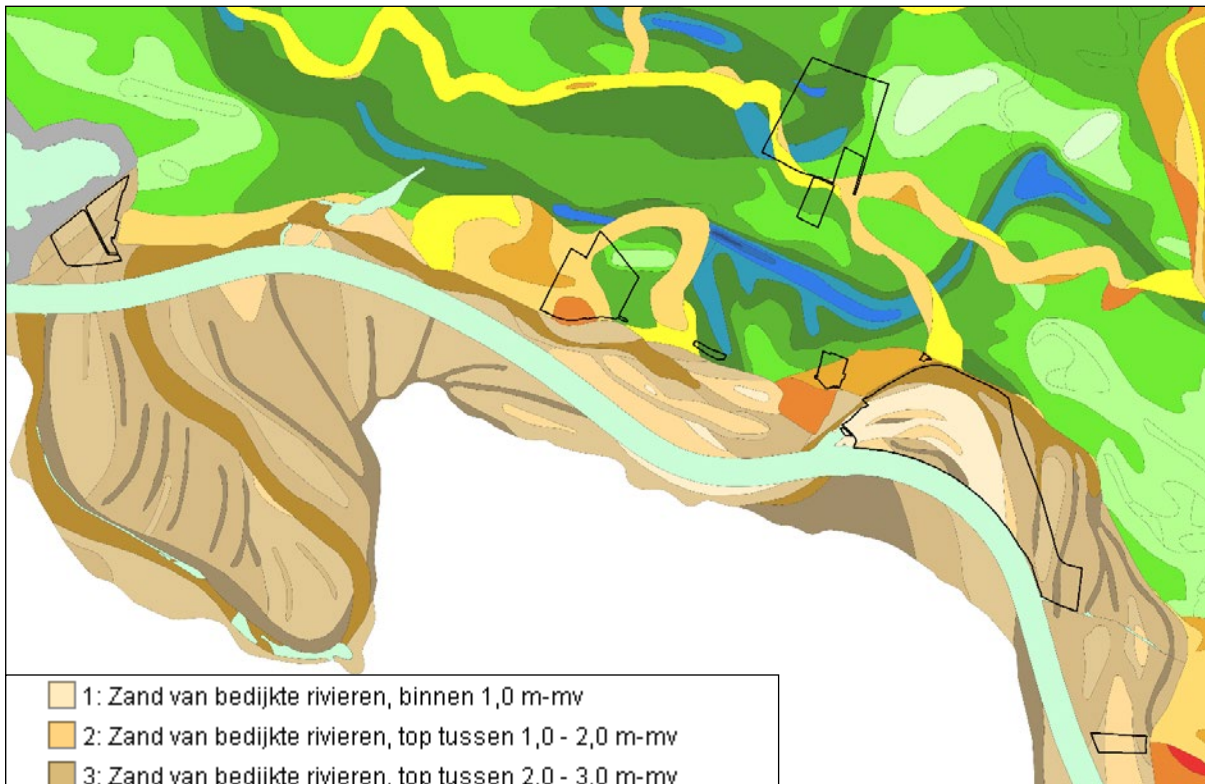 1: Zand van bedijkte rivieren, binnen 1,0 m-mv
2: Zand van bedijkte rivieren, top tussen 1,0 - 2,0 m-mv
3: Zand van bedijkte rivieren, top tussen 2,0 - 3,0 m-mv